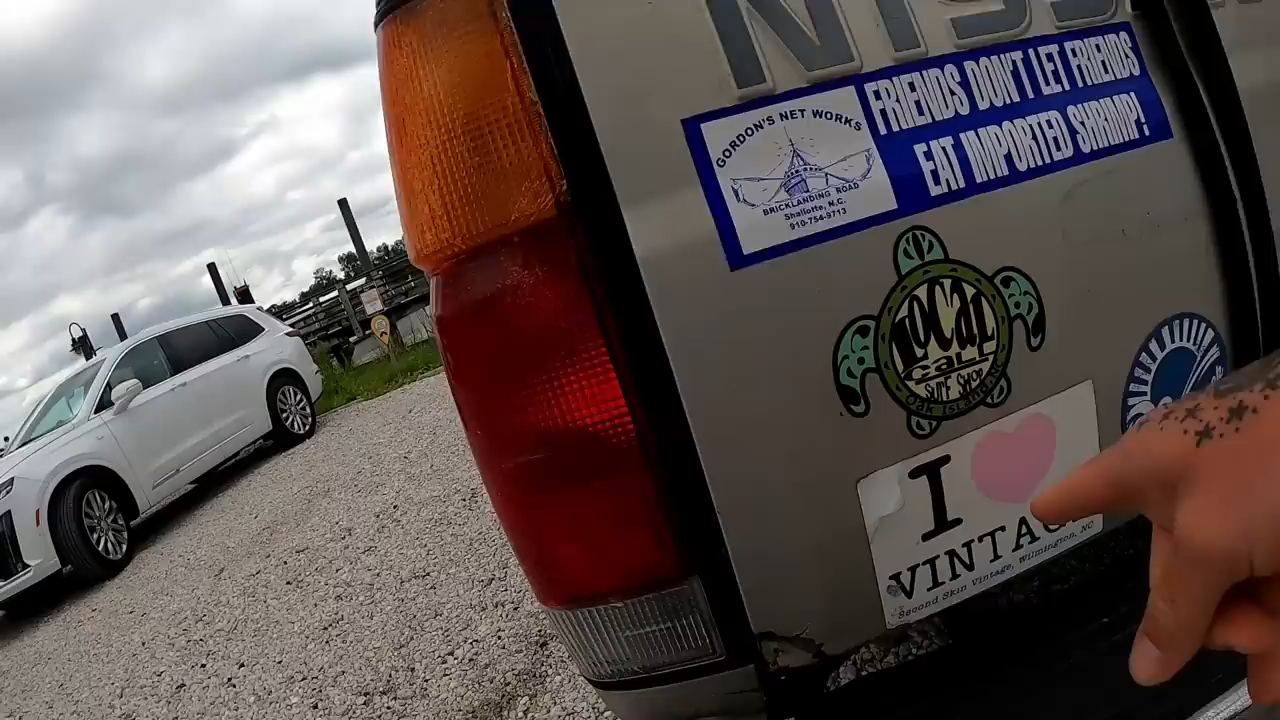 NISS
GORDON'S NET WORKS
BRICKLANDING ROAD
Shallotte, N.C.
910-754-9713
FRIENDS DON'T LET FRIENDS
EAT IMPORTED SHRIMP!
LOCAL
CALL
SURF SHOP
OAK ISLAND, NC
I
VINTAG
Second Skin Vintage, Wilmington, NC